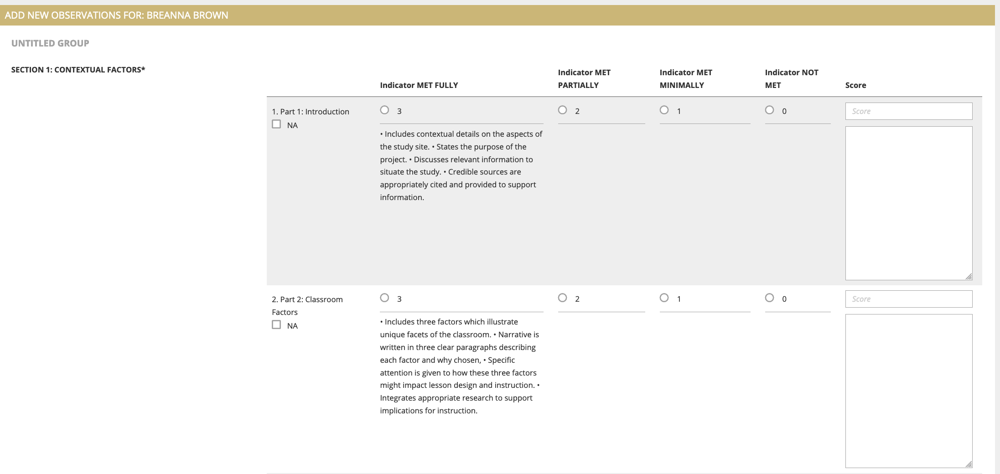 ADD NEW OBSERVATIONS FOR: BREANNA BROWN
UNTITLED GROUP
SECTION 1: CONTEXTUAL FACTORS*
Indicator MET FULLY
Indicator MET
PARTIALLY
Indicator MET
MINIMALLY
Indicator NOT
MET
Score
1. Part 1: Introduction
NA
3
• Includes contextual details on the aspects of
the study site. • States the purpose of the
project. • Discusses relevant information to
situate the study. • Credible sources are
appropriately cited and provided to support
information.
2
1
0
Score
2. Part 2: Classroom
Factors
NA
3
• Includes three factors which illustrate
unique facets of the classroom. • Narrative is
written in three clear paragraphs describing
each factor and why chosen, • Specific
attention is given to how these three factors
might impact lesson design and instruction. •
Integrates appropriate research to support
implications for instruction.
2
1
0
Score